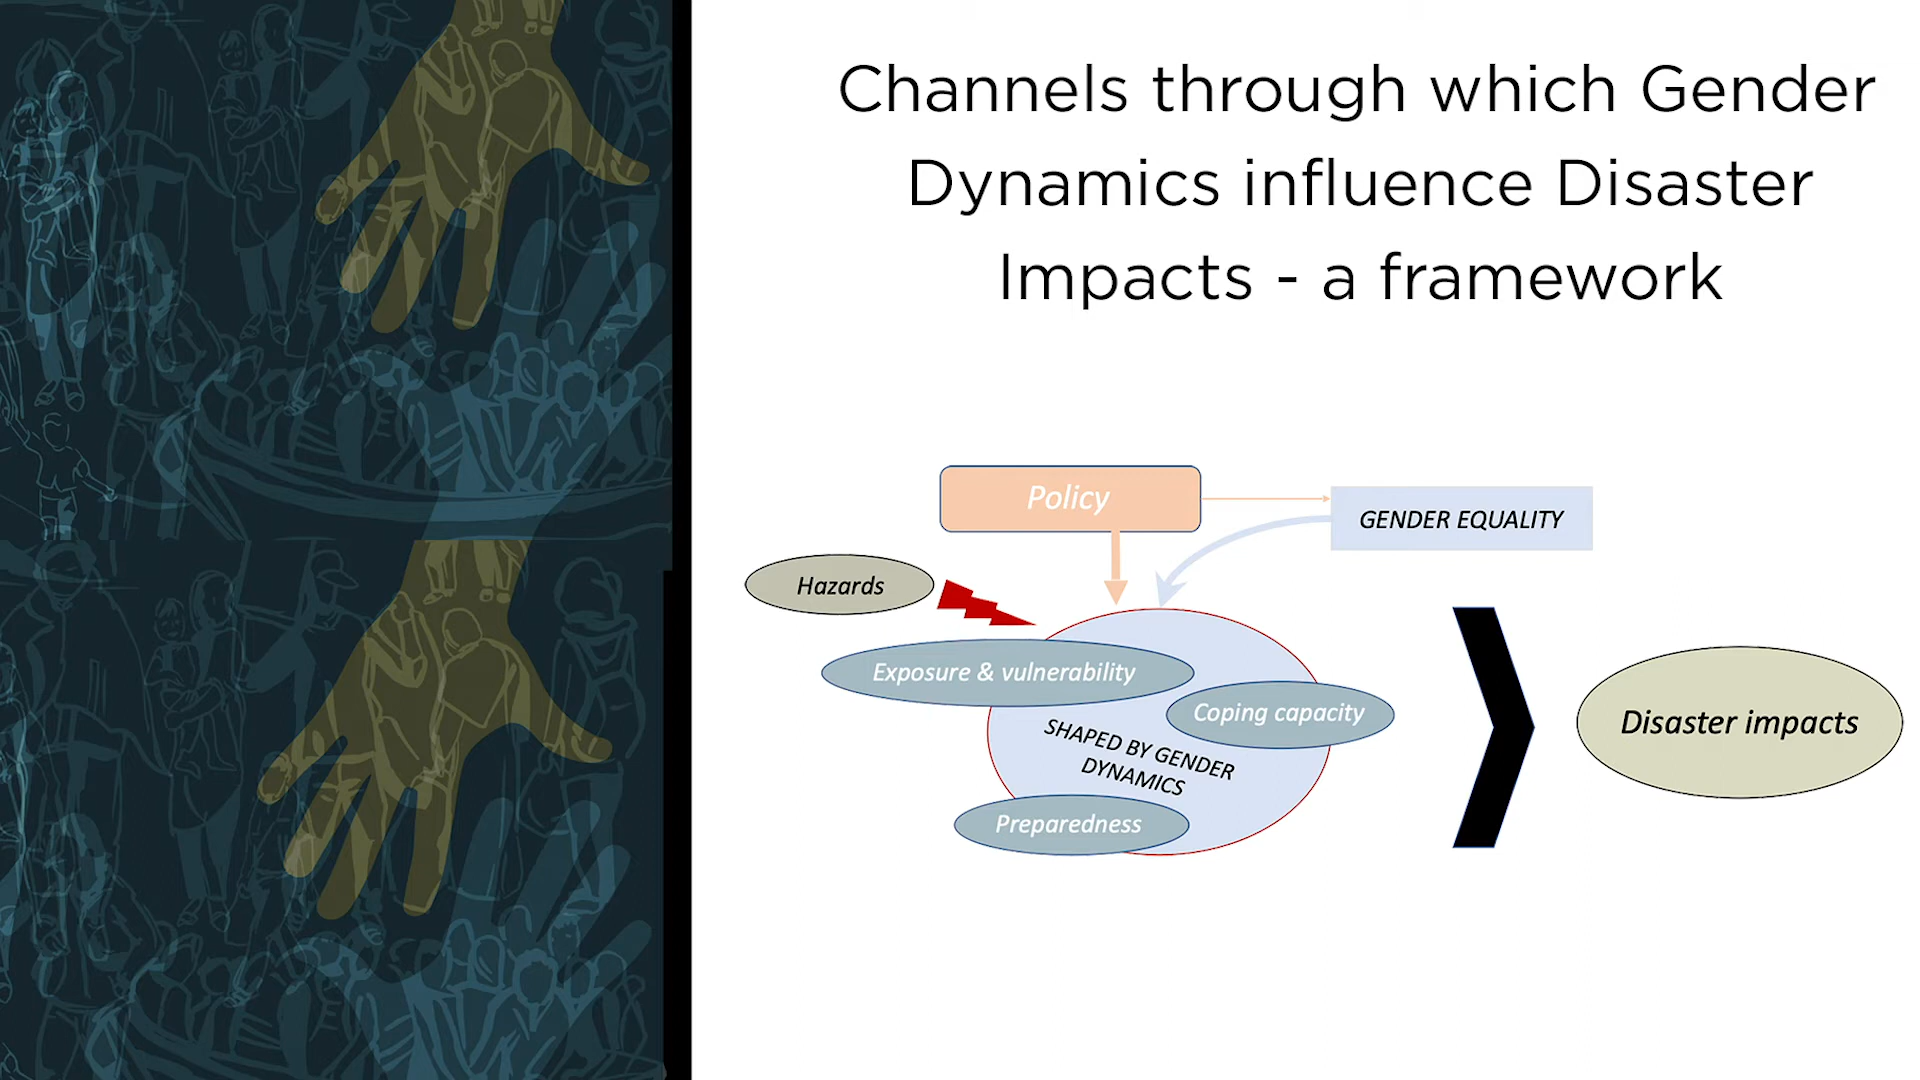 Channels through which Gender
Dynamics influence Disaster
Impacts - a framework
Policy
GENDER EQUALITY
Hazards
Exposure & vulnerability
Coping capacity
SHAPED BY GENDER
DYNAMICS
Disaster impacts
Preparedness